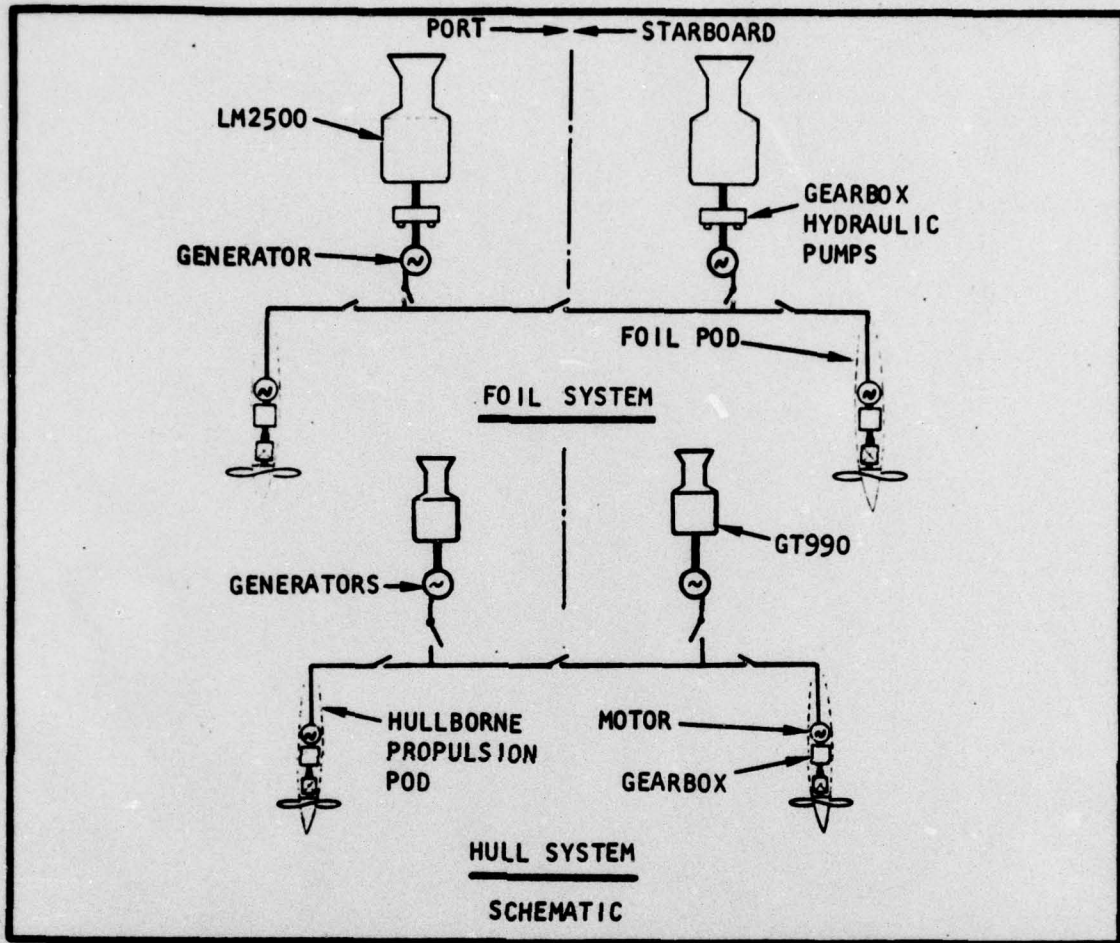 PORT
STARBOARD
LM2500
GEARBOX
HYDRAULIC
PUMPS
GENERATOR
FOIL POD
FOIL SYSTEM
GT990
GENERATORS
HULLBORNE
PROPULSION
POD
MOTOR
GEARBOX
HULL SYSTEM
SCHEMATIC